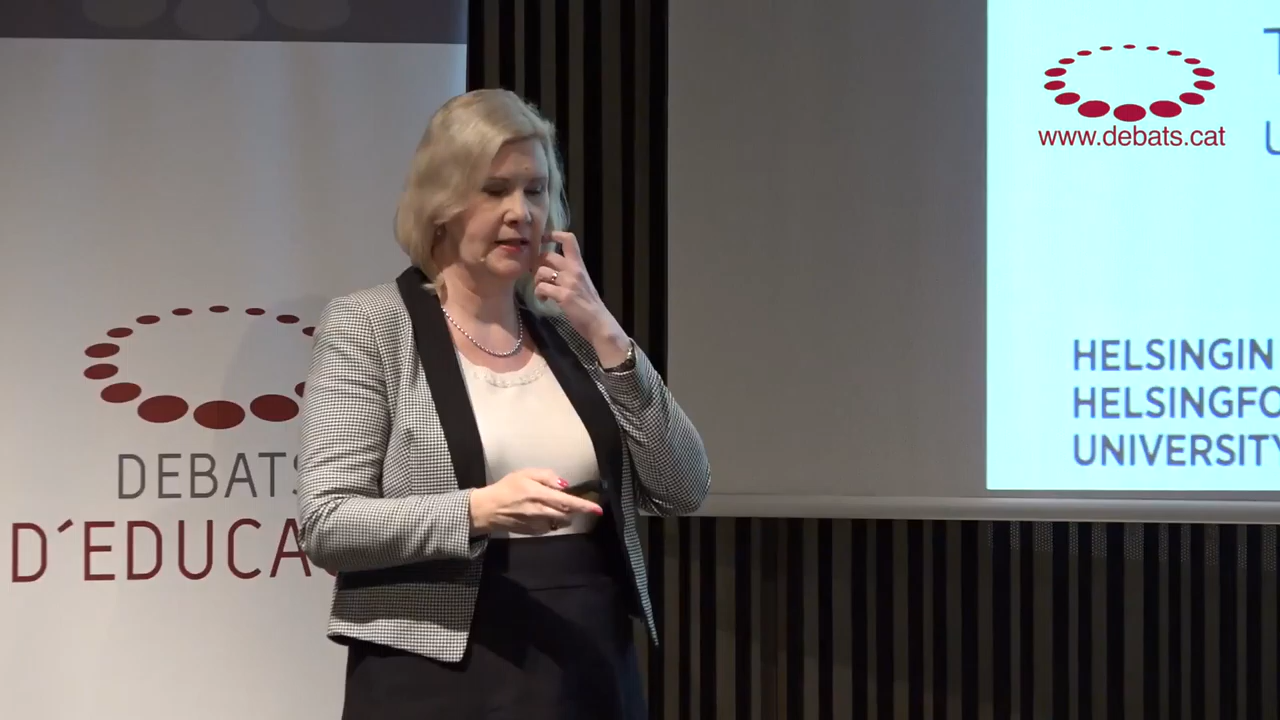 DEBATS
D´EDUCA
www.debats.cat
T
U
HELSINGIN
HELSINGFO
UNIVERSITY